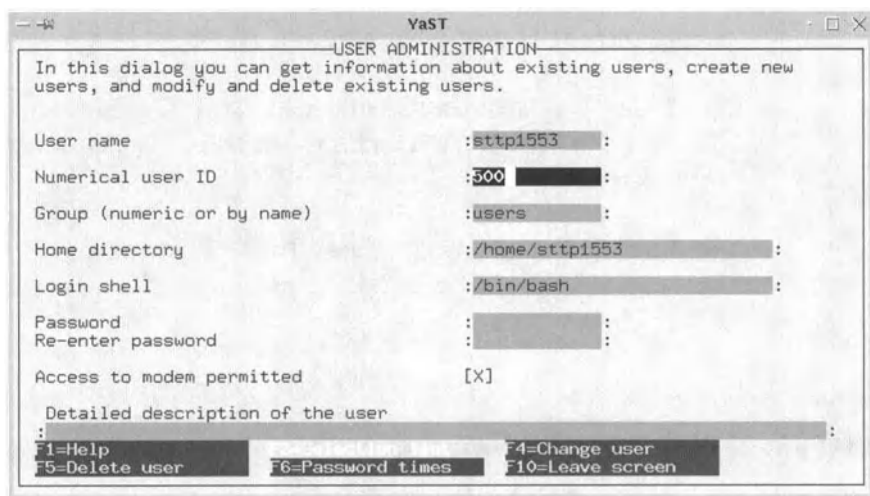 YaST
USER ADMINISTRATION
In this dialog you can get information about existing users, create new
users, and modify and delete existing users.
User name :sttp1553 :
Numerical user ID :500 :
Group (numeric or by name) :users :
Home directory :/home/sttp1553 :
Login shell :/bin/bash :
Password : :
Re-enter password : :
Access to modem permitted [X]
Detailed description of the user
: :
F1=Help F4=Change user
F5=Delete user F6=Password times F10=Leave screen